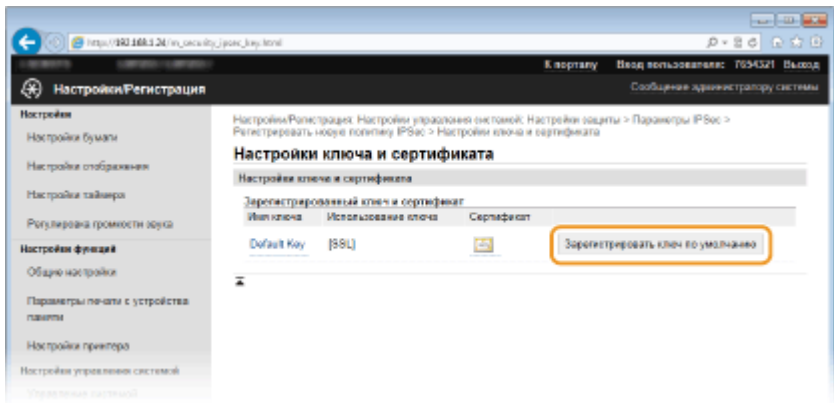 http://192.168.1.24/m_security_ipsec_key.html
К порталу Вход пользователя: 7654321 Выход
Настройки/Регистрация
Сообщение администратору системы
Настройки
Настройки бумаги
Настройки отображения
Настройки таймера
Регулировка громкости звука
Настройки функций
Общие настройки
Параметры печати с устройства
памяти
Настройки принтера
Настройки управления системой
Управление системой
Настройки/Регистрация: Настройки управления системой: Настройки защиты > Параметры IPSec >
Регистрировать новую политику IPSec > Настройки ключа и сертификата
Настройки ключа и сертификата
Настройки ключа и сертификата
Зарегистрированный ключ и сертификат
Имя ключа Использование ключа Сертификат
Default Key [SSL] Зарегистрировать ключ по умолчанию